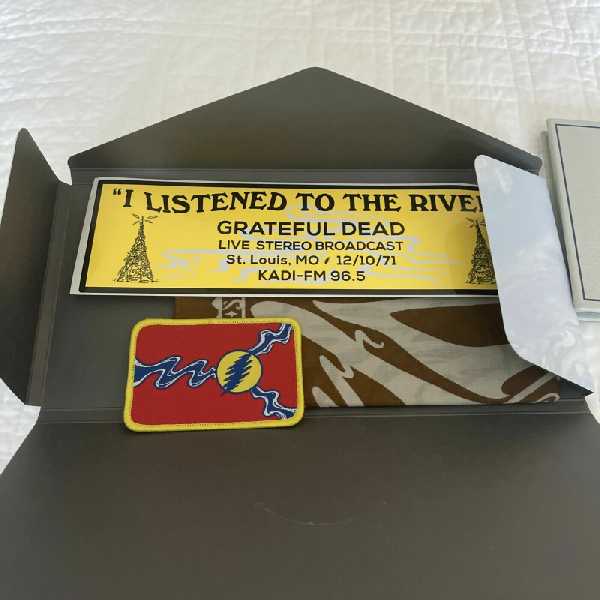 "I LISTENED TO THE RIVE
GRATEFUL DEAD
LIVE STEREO BROADCAST
St. Louis, MO / 12/10/71
KADI-FM 96.5